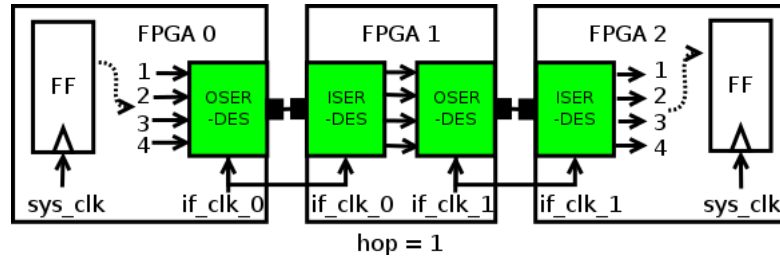 FPGA 0
FPGA 1
FPGA 2
FF
1
2
3
4
OSER
-DES
ISER
-DES
OSER
-DES
ISER
-DES
1
2
3
4
FF
sys_clk
if_clk_0
if_clk_0
if_clk_1
if_clk_1
sys_clk
hop = 1